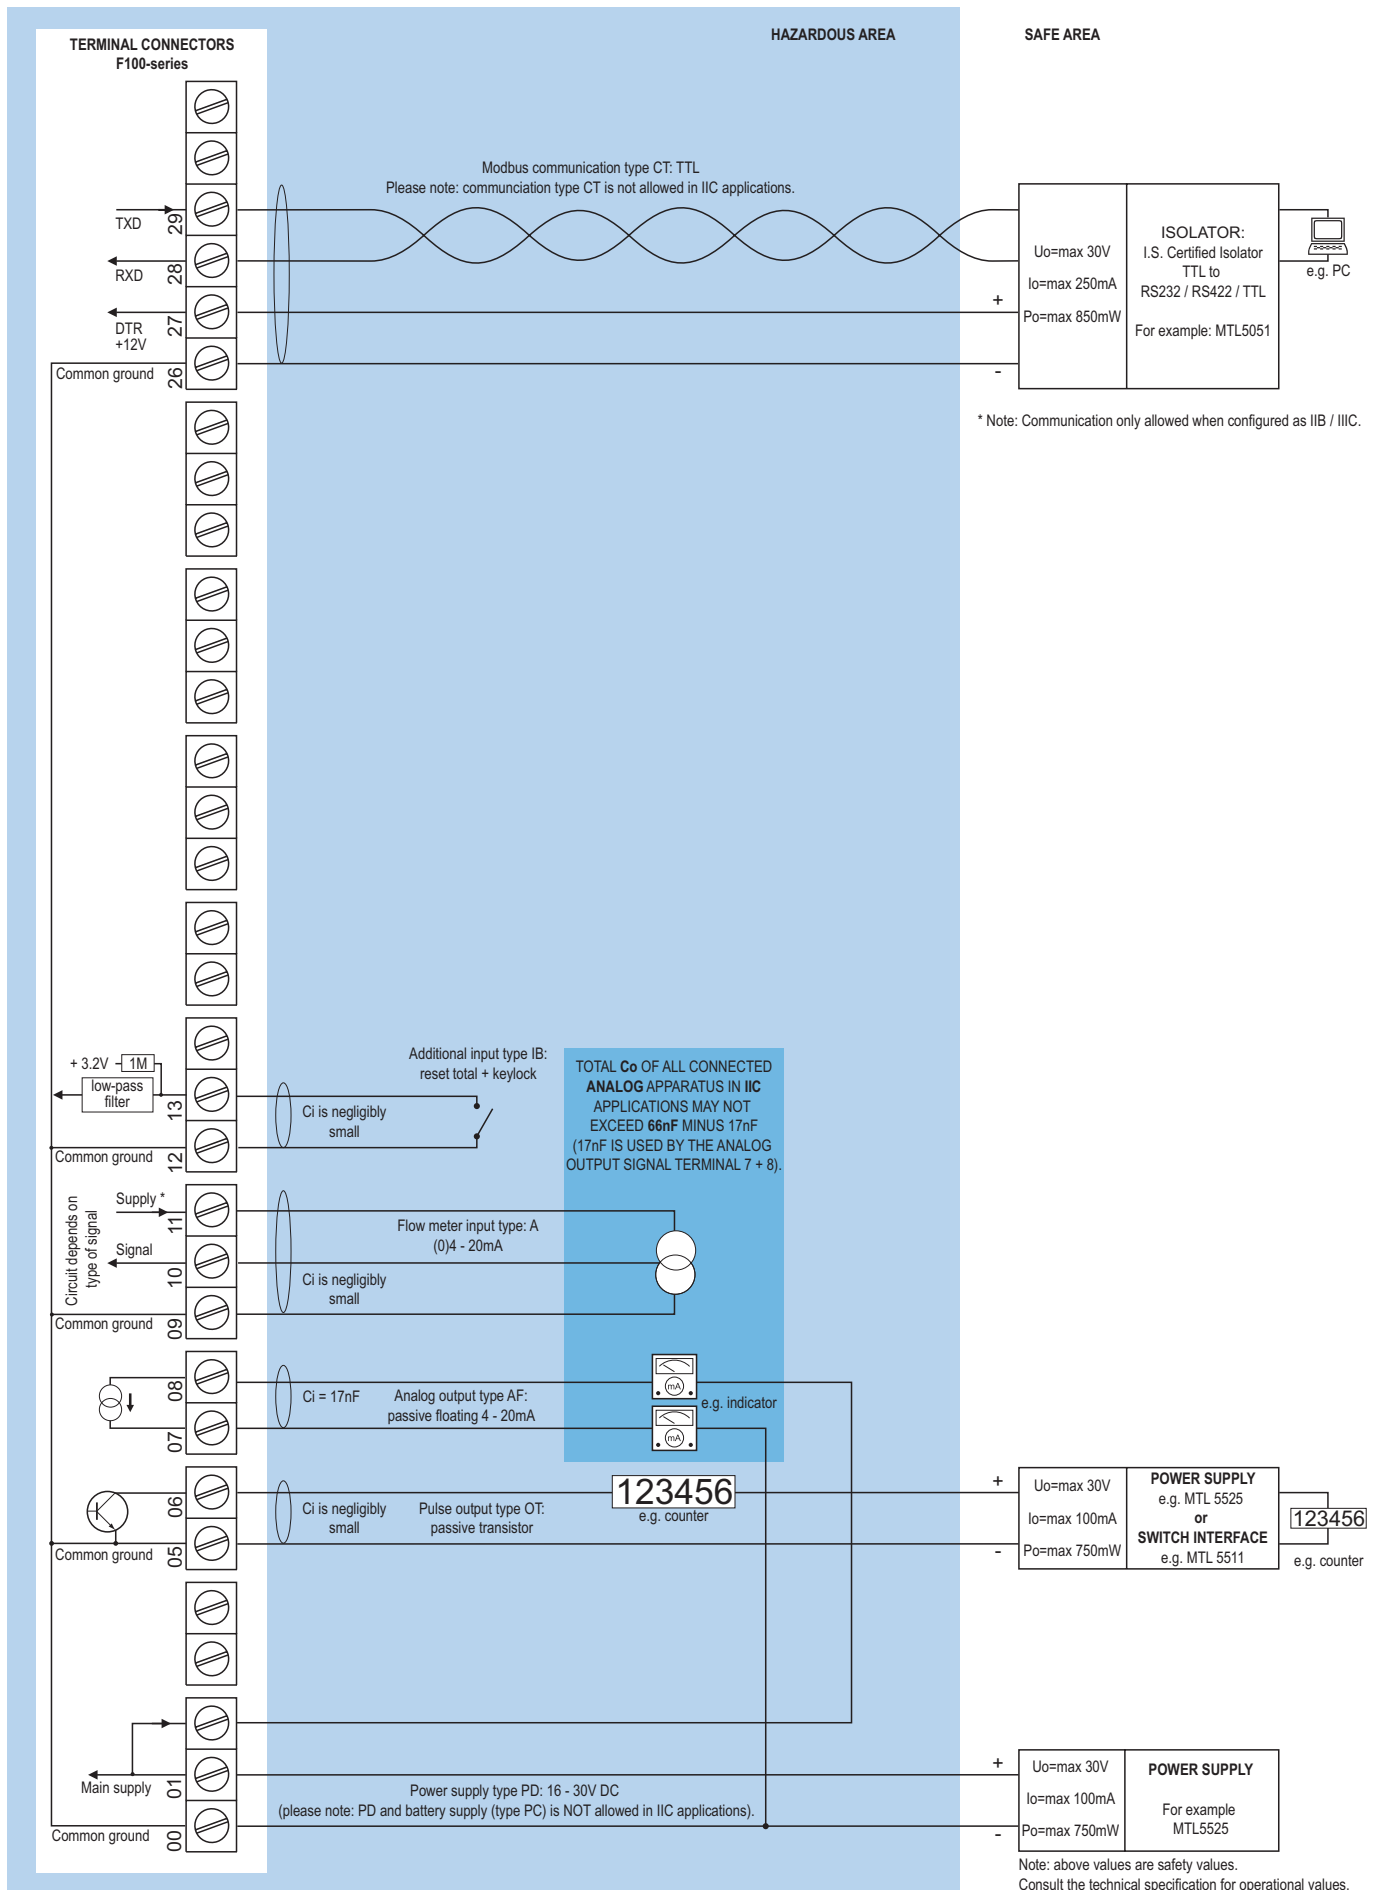 HAZARDOUS AREA
SAFE AREA
TERMINAL CONNECTORS
F100-series
Modbus communication type CT: TTL
Please note: communciation type CT is not allowed in IIC applications.
TXD
29
RXD
28
DTR
+12V
27
Common ground
26
+
-
Uo=max 30V
Io=max 250mA
Po=max 850mW
ISOLATOR:
I.S. Certified Isolator
TTL to
RS232 / RS422 / TTL
For example: MTL5051
e.g. PC
* Note: Communication only allowed when configured as IIB / IIIC.
+ 3.2V
1M
low-pass
filter
13
Common ground
12
Additional input type IB:
reset total + keylock
Ci is negligibly
small
TOTAL Co OF ALL CONNECTED
ANALOG APPARATUS IN IIC
APPLICATIONS MAY NOT
EXCEED 66nF MINUS 17nF
(17nF IS USED BY THE ANALOG
OUTPUT SIGNAL TERMINAL 7 + 8).
Circuit depends on
type of signal
Supply *
11
Signal
10
Common ground
09
Flow meter input type: A
(0)4 - 20mA
Ci is negligibly
small
08
07
Ci = 17nF
Analog output type AF:
passive floating 4 - 20mA
mA
e.g. indicator
mA
06
Common ground
05
Ci is negligibly
small
Pulse output type OT:
passive transistor
123456
e.g. counter
+
-
Uo=max 30V
Io=max 100mA
Po=max 750mW
POWER SUPPLY
e.g. MTL 5525
or
SWITCH INTERFACE
e.g. MTL 5511
123456
e.g. counter
Main supply
01
Common ground
00
Power supply type PD: 16 - 30V DC
(please note: PD and battery supply (type PC) is NOT allowed in IIC applications).
+
-
Uo=max 30V
Io=max 100mA
Po=max 750mW
POWER SUPPLY
For example
MTL5525
Note: above values are safety values.
Consult the technical specification for operational values.